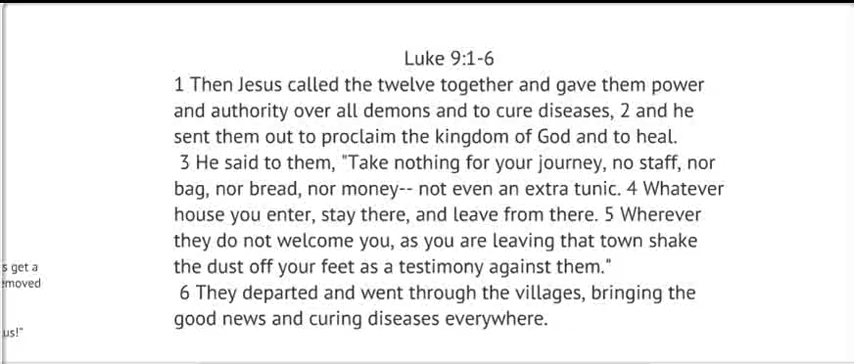 Luke 9:1-6
1 Then Jesus called the twelve together and gave them power
and authority over all demons and to cure diseases, 2 and he
sent them out to proclaim the kingdom of God and to heal.
3 He said to them, "Take nothing for your journey, no staff, nor
bag, nor bread, nor money-- not even an extra tunic. 4 Whatever
house you enter, stay there, and leave from there. 5 Wherever
they do not welcome you, as you are leaving that town shake
the dust off your feet as a testimony against them."
6 They departed and went through the villages, bringing the
good news and curing diseases everywhere.
s get a
emoved
us!"